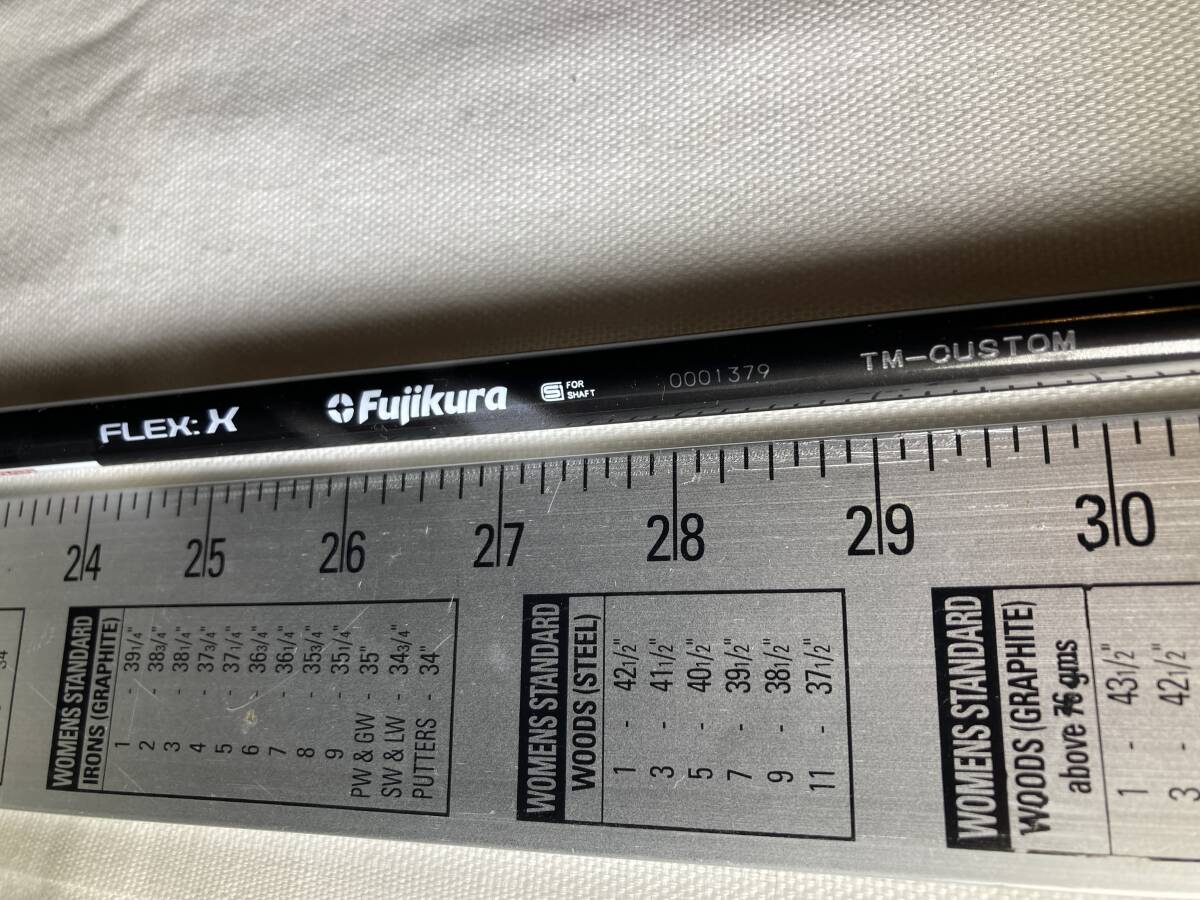 FLEX: X Fujikura FOR SHAFT 0001379 TM-CUSTOM
24 25 26 27 28 29 30
34
WOMENS STANDARD
IRONS (GRAPHITE)
1 - 39 1/4"
2 - 38 3/4"
3 - 38 1/4"
4 - 37 3/4"
5 - 37 1/4"
6 - 36 3/4"
7 - 36 1/4"
8 - 35 3/4"
9 - 35 1/4"
PW & GW - 35"
SW & LW - 34 3/4"
PUTTERS - 34"
WOMENS STANDARD
WOODS (STEEL)
1 - 42 1/2"
3 - 41 1/2"
5 - 40 1/2"
7 - 39 1/2"
9 - 38 1/2"
11 - 37 1/2"
WOMENS STANDARD
WOODS (GRAPHITE)
above 76 gms
1 - 43 1/2"
3 - 42 1/2"